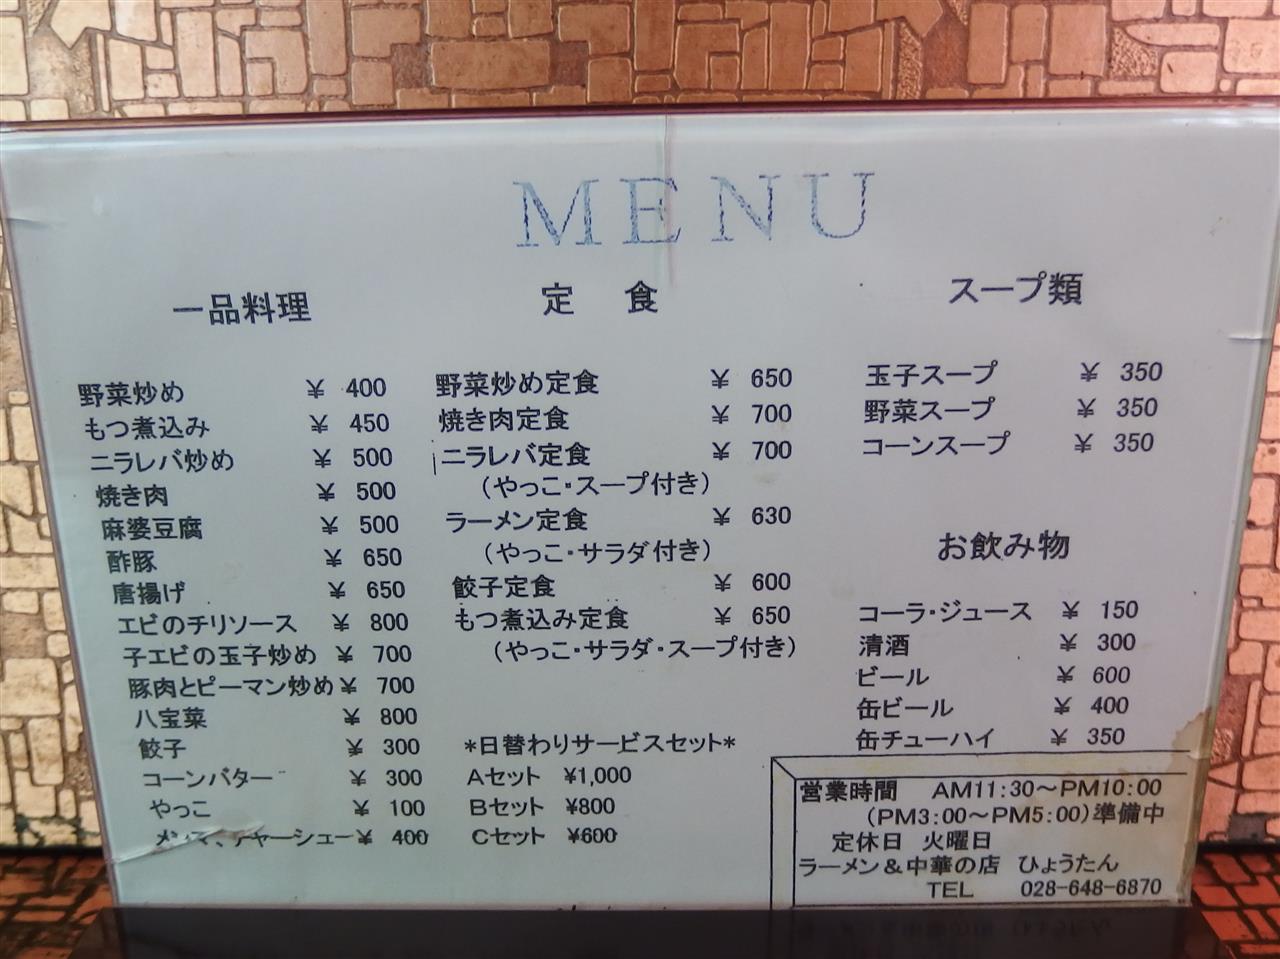 MENU
一品料理
野菜炒め ¥ 400
もつ煮込み ¥ 450
ニラレバ炒め ¥ 500
焼き肉 ¥ 500
麻婆豆腐 ¥ 500
酢豚 ¥ 650
唐揚げ ¥ 650
エビのチリソース ¥ 800
子エビの玉子炒め ¥ 700
豚肉とピーマン炒め ¥ 700
八宝菜 ¥ 800
餃子 ¥ 300
コーンバター ¥ 300
やっこ ¥ 100
メンマ、チャーシュー ¥ 400
定 食
野菜炒め定食 ¥ 650
焼き肉定食 ¥ 700
ニラレバ定食 ¥ 700
(やっこ・スープ付き)
ラーメン定食 ¥ 630
(やっこ・サラダ付き)
餃子定食 ¥ 600
もつ煮込み定食 ¥ 650
(やっこ・サラダ・スープ付き)
*日替わりサービスセット*
Aセット ¥1,000
Bセット ¥800
Cセット ¥600
スープ類
玉子スープ ¥ 350
野菜スープ ¥ 350
コーンスープ ¥ 350
お飲み物
コーラ・ジュース ¥ 150
清酒 ¥ 300
ビール ¥ 600
缶ビール ¥ 400
缶チューハイ ¥ 350
営業時間 AM11:30～PM10:00
(PM3:00～PM5:00)準備中
定休日 火曜日
ラーメン＆中華の店 ひょうたん
TEL 028-648-6870